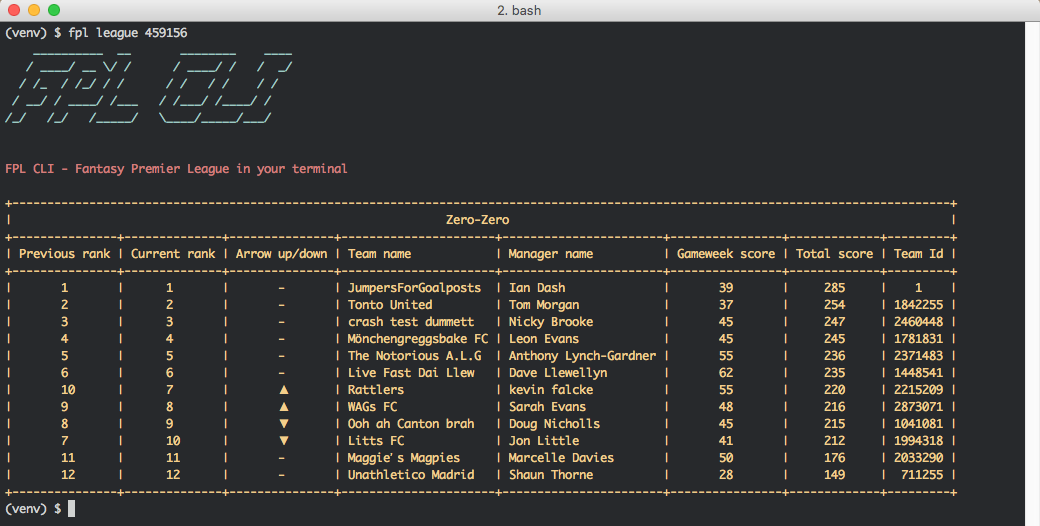 2. bash
(venv) $ fpl league 459156
FPL CLI
FPL CLI - Fantasy Premier League in your terminal
Zero-Zero
| Previous rank | Current rank | Arrow up/down | Team name | Manager name | Gameweek score | Total score | Team Id |
| 1 | 1 | - | JumpersForGoalposts | Ian Dash | 39 | 285 | 1 |
| 2 | 2 | - | Tonto United | Tom Morgan | 37 | 254 | 1842255 |
| 3 | 3 | - | crash test dummett | Nicky Brooke | 45 | 247 | 2460448 |
| 4 | 4 | - | Mönchengreggsbake FC | Leon Evans | 45 | 245 | 1781831 |
| 5 | 5 | - | The Notorious A.L.G | Anthony Lynch-Gardner | 55 | 236 | 2371483 |
| 6 | 6 | - | Live Fast Dai Llew | Dave Llewellyn | 62 | 235 | 1448541 |
| 10 | 7 | ▲ | Rattlers | kevin falcke | 55 | 220 | 2215209 |
| 9 | 8 | ▲ | WAGs FC | Sarah Evans | 48 | 216 | 2873071 |
| 8 | 9 | ▼ | Ooh ah Canton brah | Doug Nicholls | 45 | 215 | 1041081 |
| 7 | 10 | ▼ | Litts FC | Jon Little | 41 | 212 | 1994318 |
| 11 | 11 | - | Maggie's Magpies | Marcelle Davies | 50 | 176 | 2033290 |
| 12 | 12 | - | Unathletico Madrid | Shaun Thorne | 28 | 149 | 711255 |
(venv) $